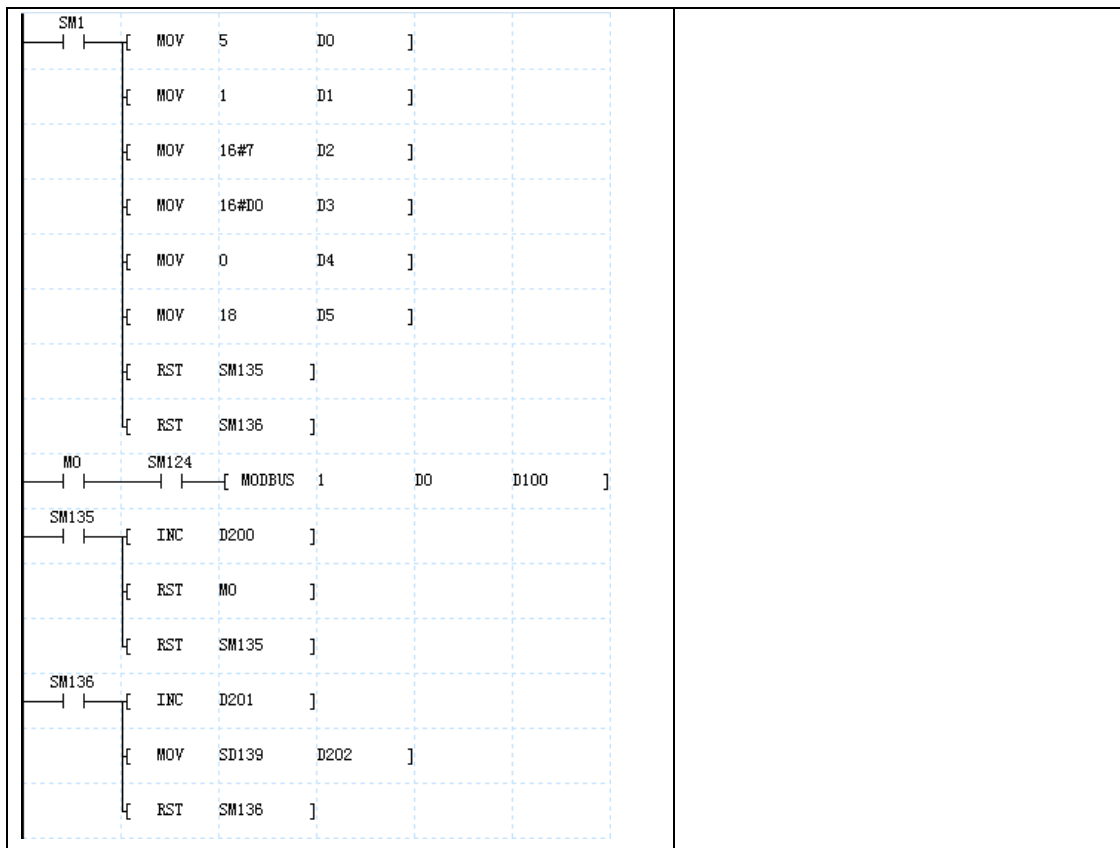 SM1
[ MOV 5 D0 ]
[ MOV 1 D1 ]
[ MOV 16#7 D2 ]
[ MOV 16#D0 D3 ]
[ MOV 0 D4 ]
[ MOV 18 D5 ]
[ RST SM135 ]
[ RST SM136 ]
M0 SM124
[ MODBUS 1 D0 D100 ]
SM135
[ INC D200 ]
[ RST M0 ]
[ RST SM135 ]
SM136
[ INC D201 ]
[ MOV SD139 D202 ]
[ RST SM136 ]